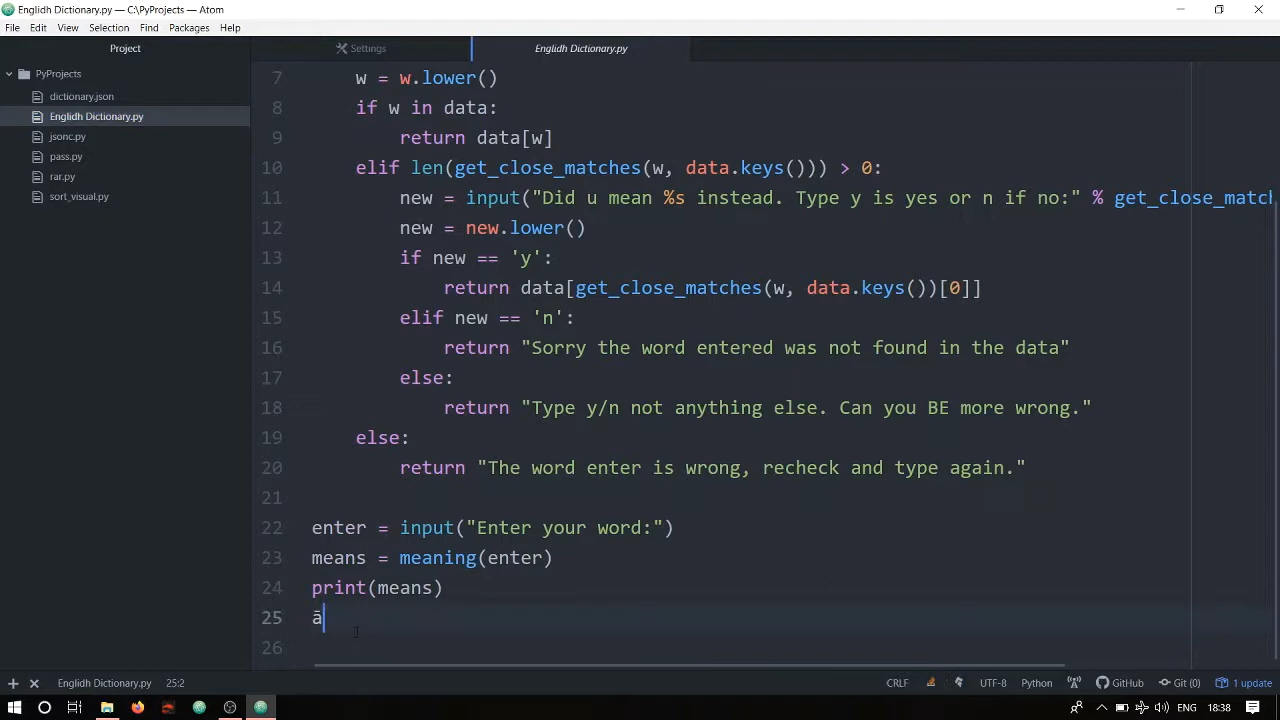 Englidh Dictionary.py — C:\PyProjects — Atom
File Edit View Selection Find Packages Help
Project
Settings
Englidh Dictionary.py
PyProjects
dictionary.json
Englidh Dictionary.py
jsonc.py
pass.py
rar.py
sort_visual.py
7 w = w.lower()
8 if w in data:
9 return data[w]
10 elif len(get_close_matches(w, data.keys())) > 0:
11 new = input("Did u mean %s instead. Type y is yes or n if no:" % get_close_matc
12 new = new.lower()
13 if new == 'y':
14 return data[get_close_matches(w, data.keys())[0]]
15 elif new == 'n':
16 return "Sorry the word entered was not found in the data"
17 else:
18 return "Type y/n not anything else. Can you BE more wrong."
19 else:
20 return "The word enter is wrong, recheck and type again."
21
22 enter = input("Enter your word:")
23 means = meaning(enter)
24 print(means)
25 ā
26
Englidh Dictionary.py 25:2 CRLF UTF-8 Python GitHub Git (0) 1 update
ENG 18:38